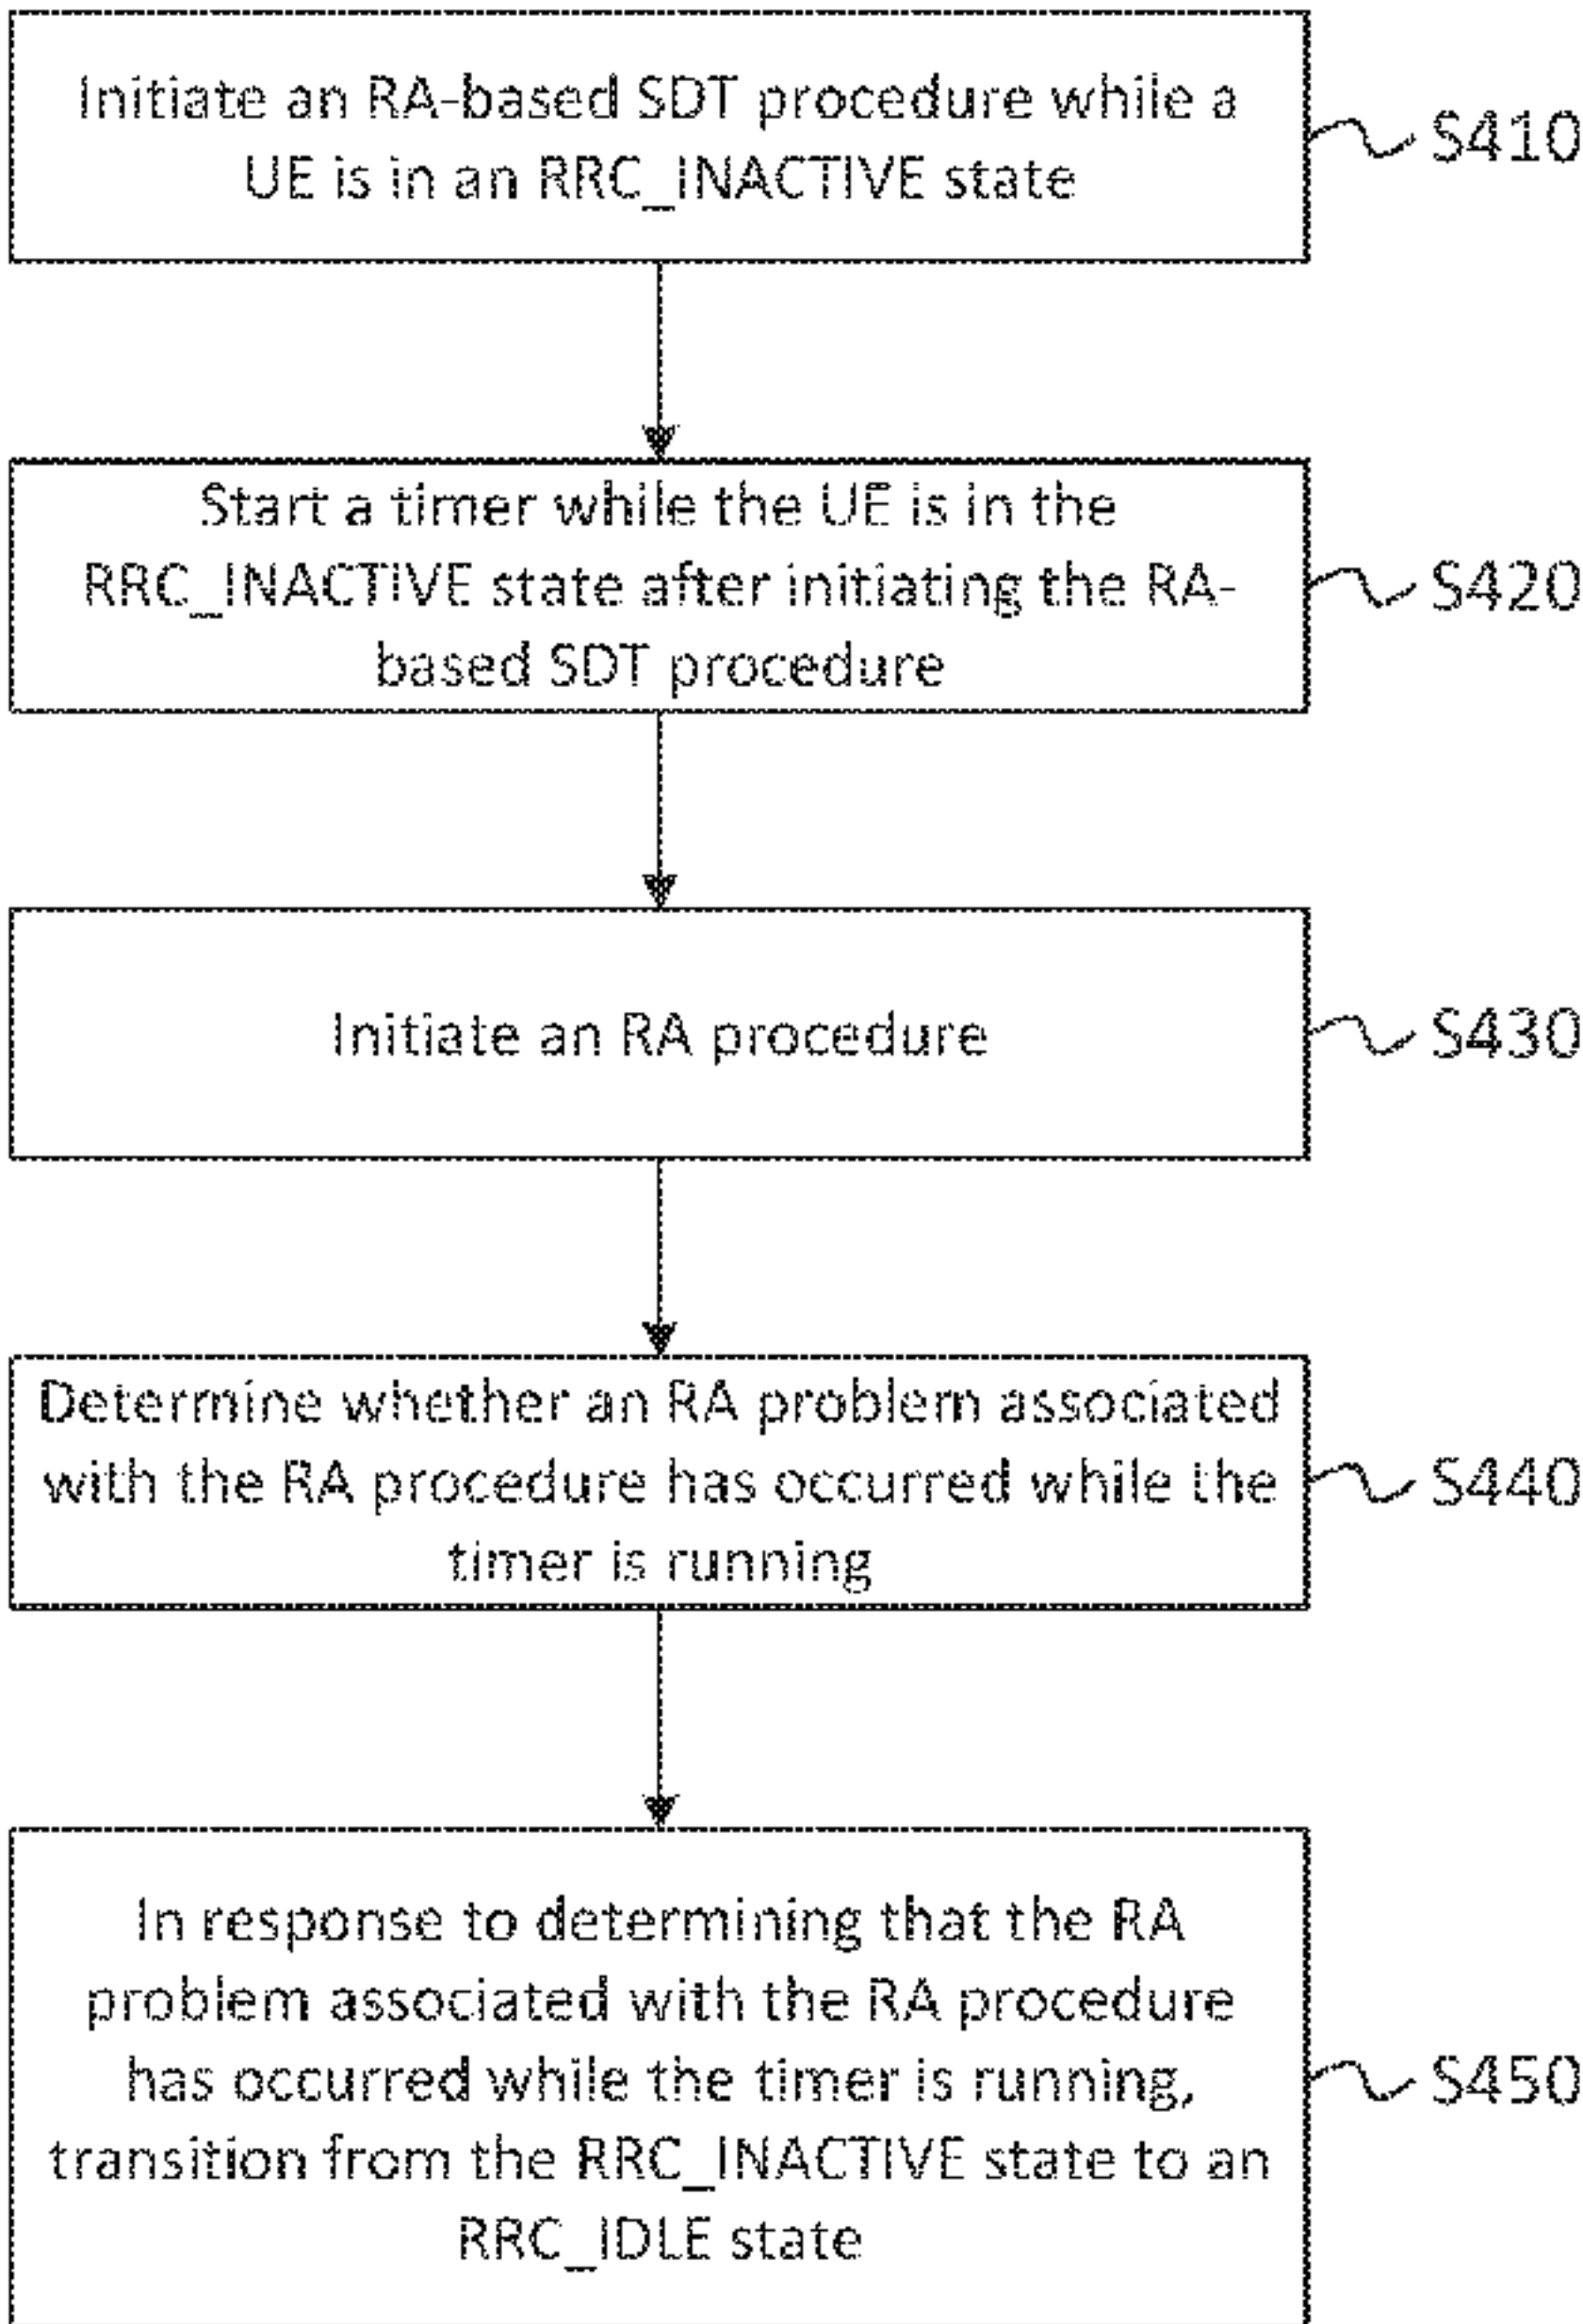 Initiate an RA-based SDT procedure while a
UE is in an RRC_INACTIVE state
S410
Start a timer while the UE is in the
RRC_INACTIVE state after initiating the RA-
based SDT procedure
S420
Initiate an RA procedure
S430
Determine whether an RA problem associated
with the RA procedure has occurred while the
timer is running
S440
In response to determining that the RA
problem associated with the RA procedure
has occurred while the timer is running,
transition from the RRC_INACTIVE state to an
RRC_IDLE state
S450